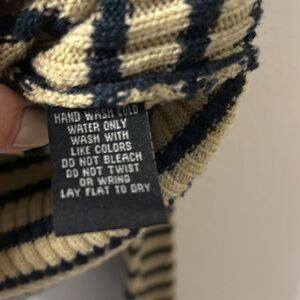 HAND WASH COLD
WATER ONLY
WASH WITH
LIKE COLORS
DO NOT BLEACH
DO NOT TWIST
OR WRING
LAY FLAT TO DRY